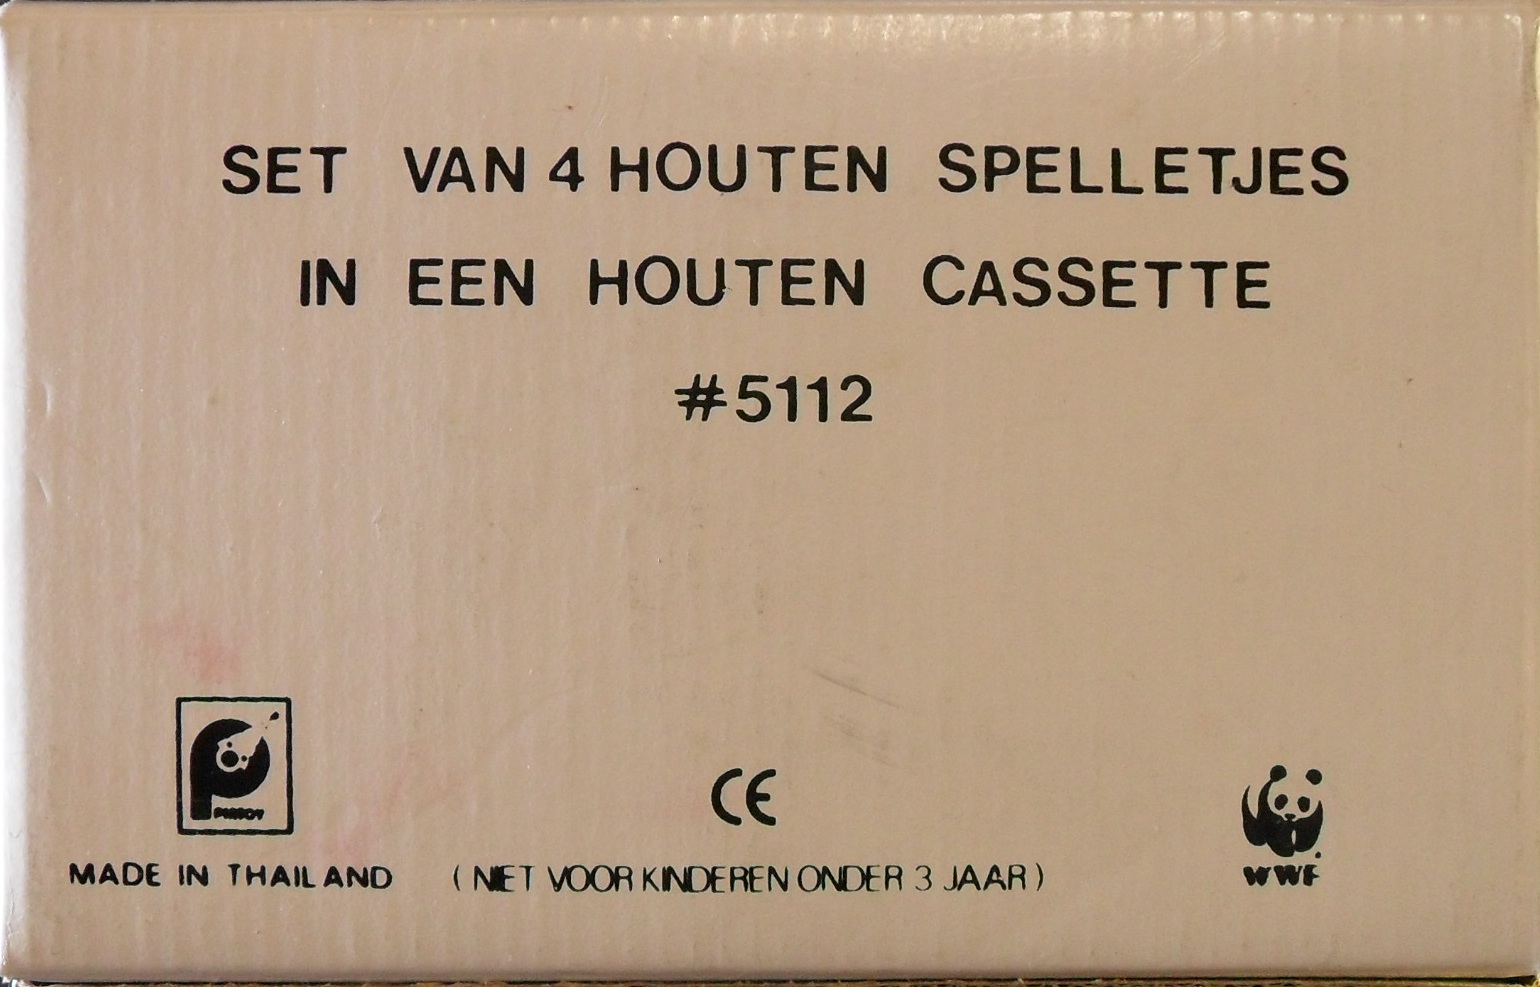 SET VAN 4 HOUTEN SPELLETJES
IN EEN HOUTEN CASSETTE
#5112
CE
WWF
MADE IN THAILAND (NIET VOOR KINDEREN ONDER 3 JAAR)